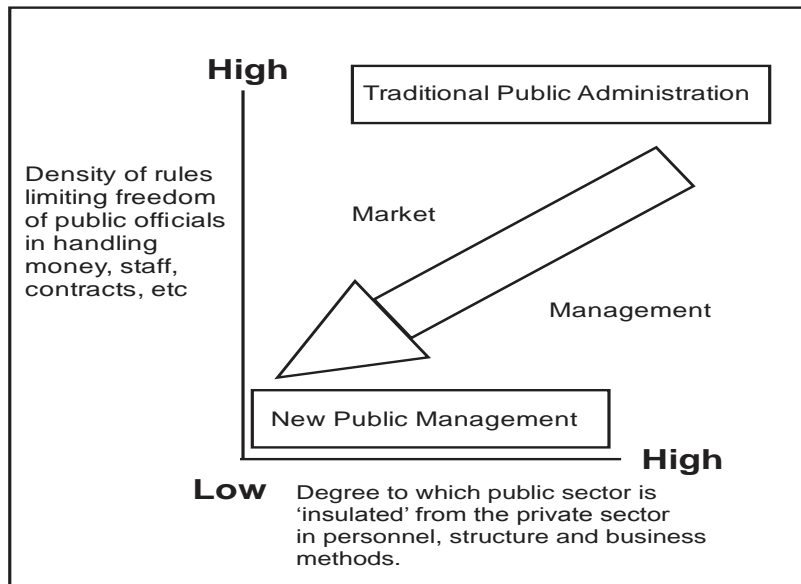 High
Traditional Public Administration
Density of rules
limiting freedom
of public officials
in handling
money, staff,
contracts, etc
Market
Management
New Public Management
High
Low
Degree to which public sector is
‘insulated’ from the private sector
in personnel, structure and business
methods.